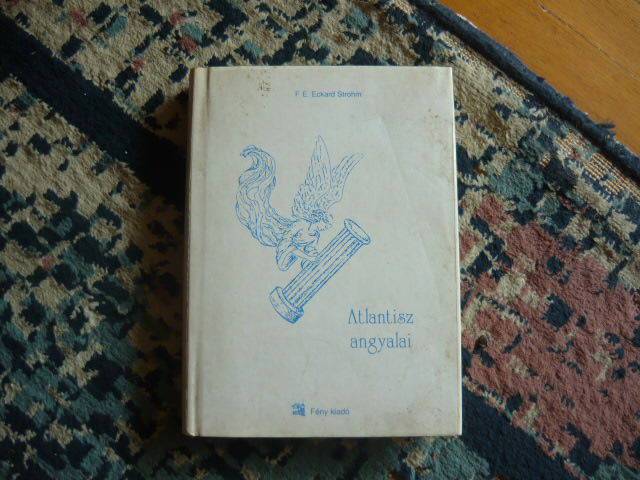 F. E. Eckard Strohm
Atlantisz
angyalai
Fény kiadó